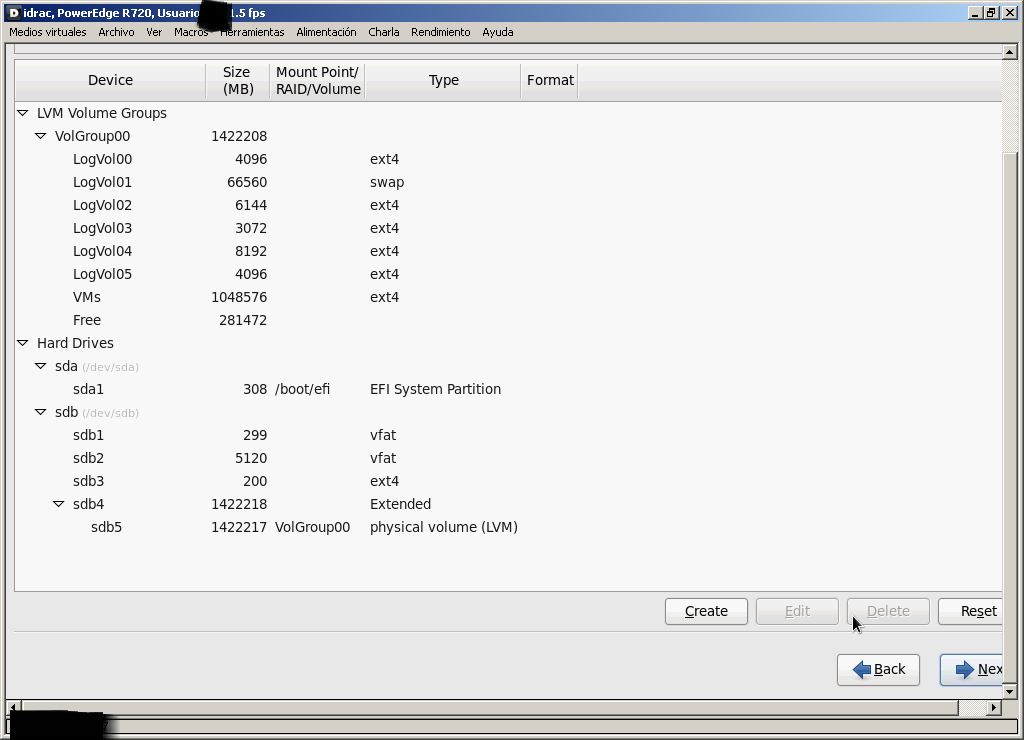 idrac, PowerEdge R720, Usuario 1.5 fps
Medios virtuales Archivo Ver Macros Herramientas Alimentación Charla Rendimiento Ayuda
Device Size (MB) Mount Point/ RAID/Volume Type Format
LVM Volume Groups
VolGroup00 1422208
LogVol00 4096 ext4
LogVol01 66560 swap
LogVol02 6144 ext4
LogVol03 3072 ext4
LogVol04 8192 ext4
LogVol05 4096 ext4
VMs 1048576 ext4
Free 281472
Hard Drives
sda (/dev/sda)
sda1 308 /boot/efi EFI System Partition
sdb (/dev/sdb)
sdb1 299 vfat
sdb2 5120 vfat
sdb3 200 ext4
sdb4 1422218 Extended
sdb5 1422217 VolGroup00 physical volume (LVM)
Create Edit Delete Reset
Back Nex